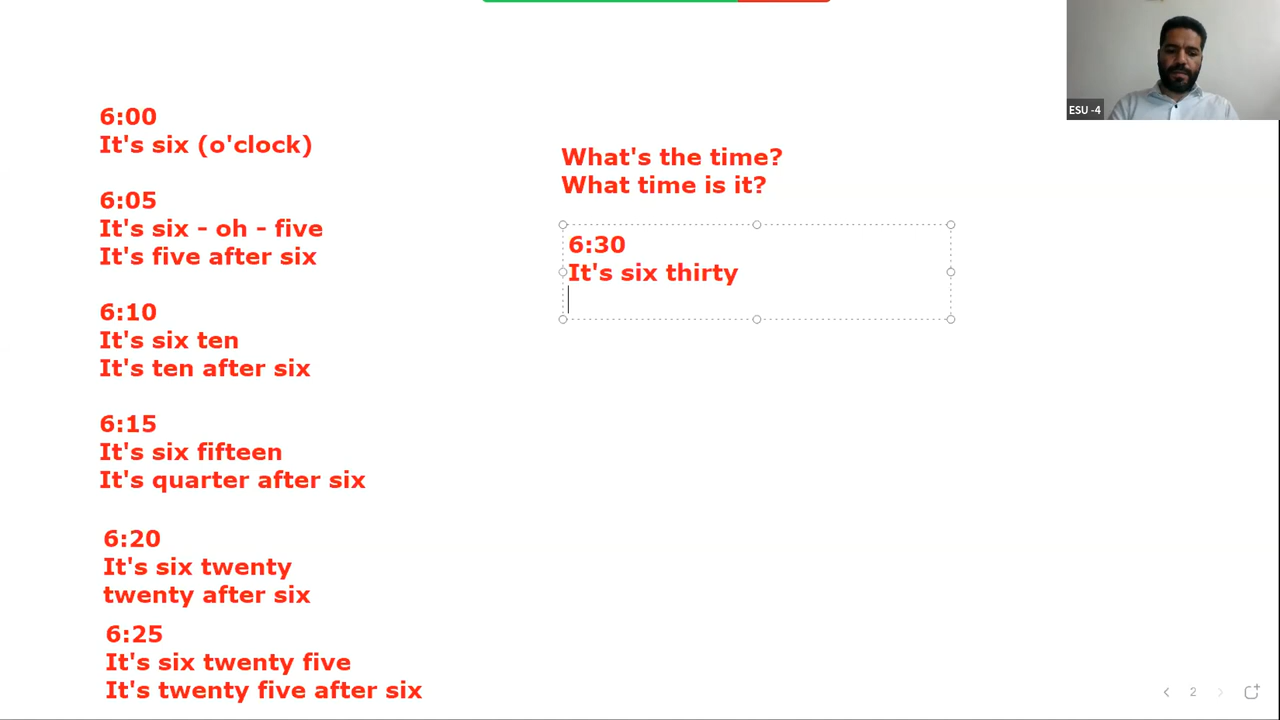 6:00
It's six (o'clock)
6:05
It's six - oh - five
It's five after six
6:10
It's six ten
It's ten after six
6:15
It's six fifteen
It's quarter after six
6:20
It's six twenty
twenty after six
6:25
It's six twenty five
It's twenty five after six
What's the time?
What time is it?
6:30
It's six thirty
ESU -4
2